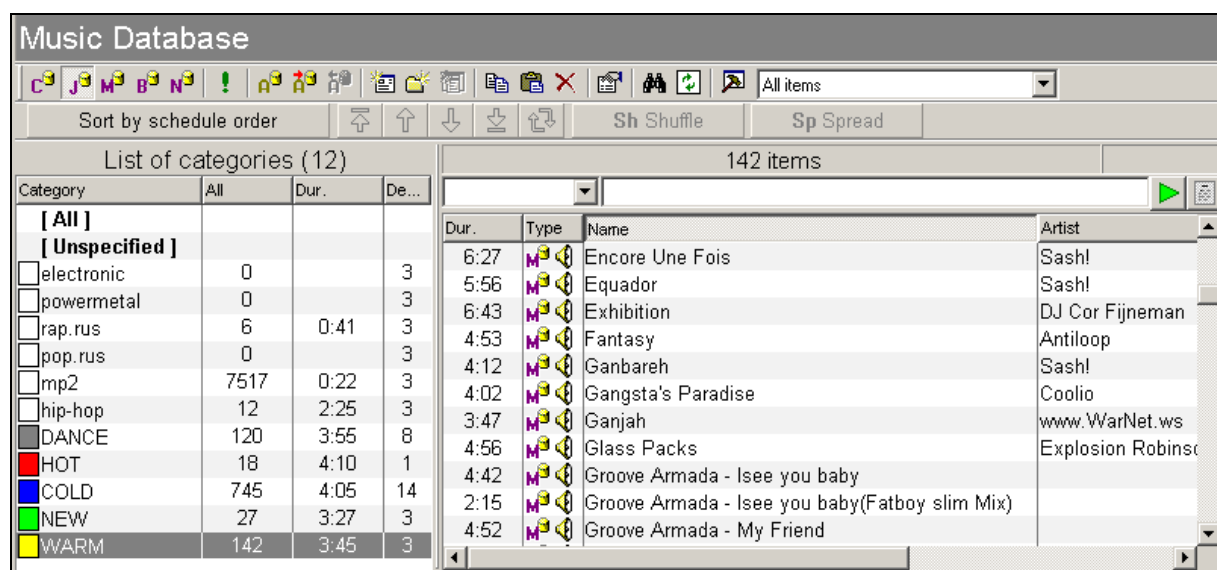 Music Database
C J M B N ! A A All items
Sort by schedule order Sh Shuffle Sp Spread
List of categories (12) 142 items
Category All Dur. De...
[ All ]
[ Unspecified ]
electronic 0 3
powermetal 0 3
rap.rus 6 0:41 3
pop.rus 0 3
mp2 7517 0:22 3
hip-hop 12 2:25 3
DANCE 120 3:55 8
HOT 18 4:10 1
COLD 745 4:05 14
NEW 27 3:27 3
WARM 142 3:45 3
Dur. Type Name Artist
6:27 M Encore Une Fois Sash!
5:56 M Equador Sash!
6:43 M Exhibition DJ Cor Fijneman
4:53 M Fantasy Antiloop
4:12 M Ganbareh Sash!
4:02 M Gangsta's Paradise Coolio
3:47 M Ganjah www.WarNet.ws
4:56 M Glass Packs Explosion Robinso
4:42 M Groove Armada - Isee you baby
2:15 M Groove Armada - Isee you baby(Fatboy slim Mix)
4:52 M Groove Armada - My Friend